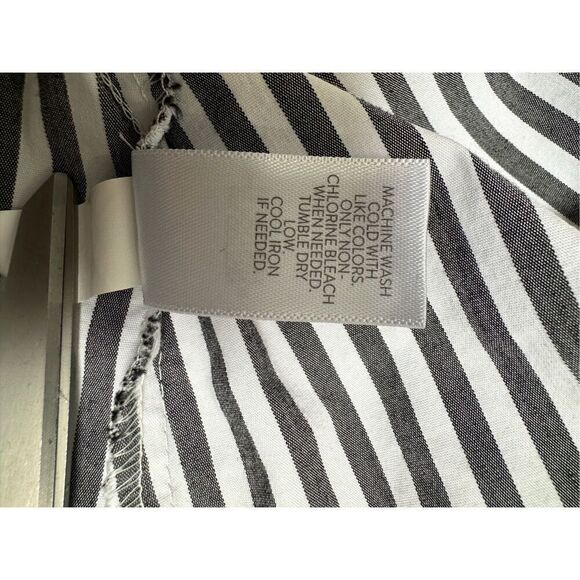 MACHINE WASH
COLD WITH
LIKE COLORS.
ONLY NON-
CHLORINE BLEACH
WHEN NEEDED.
TUMBLE DRY
LOW.
COOL IRON
IF NEEDED.